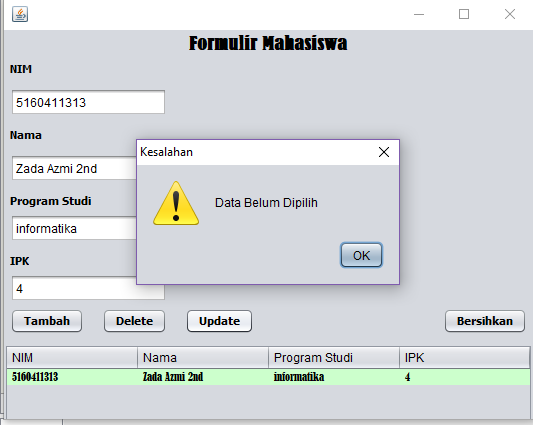 Formulir Mahasiswa
NIM
5160411313
Nama
Zada Azmi 2nd
Program Studi
informatika
IPK
4
Kesalahan
Data Belum Dipilih
OK
Tambah Delete Update Bersihkan
NIM Nama Program Studi IPK
5160411313 Zada Azmi 2nd informatika 4